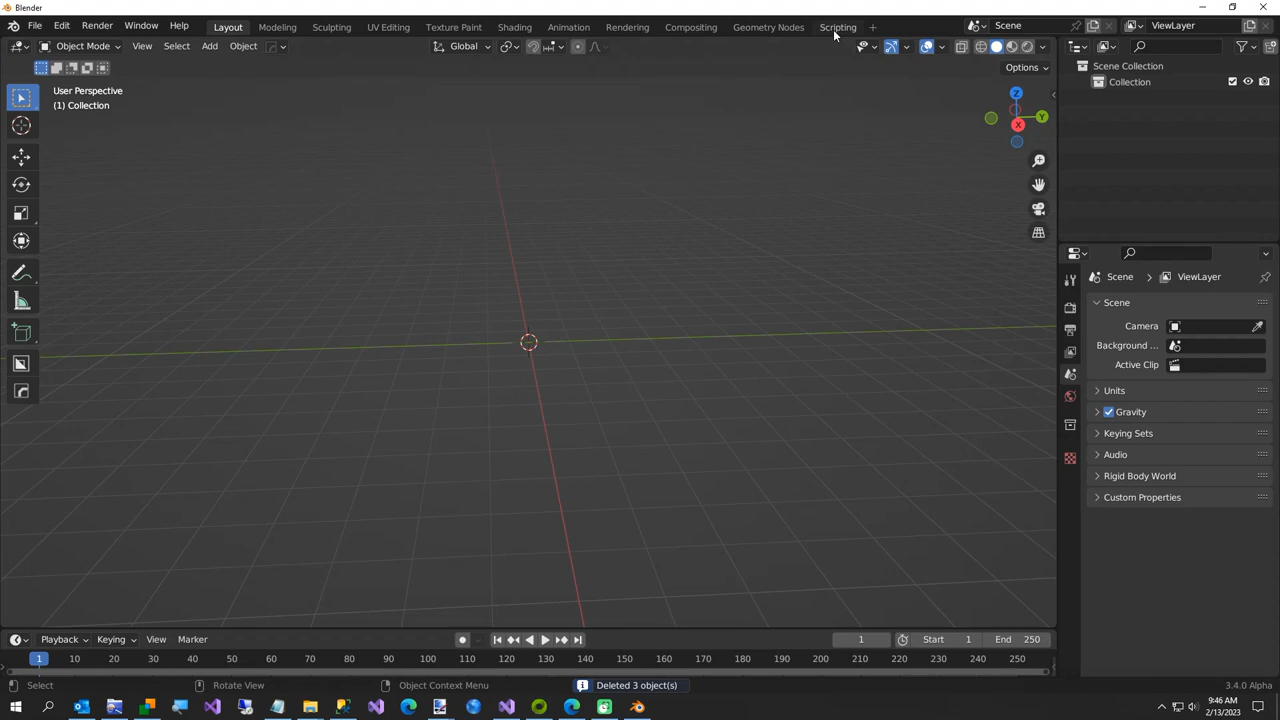 Blender
File Edit Render Window Help Layout Modeling Sculpting UV Editing Texture Paint Shading Animation Rendering Compositing Geometry Nodes Scripting + Scene ViewLayer
Object Mode View Select Add Object Global
Options
User Perspective
(1) Collection
Z
Y
X
Scene Collection
Collection
Scene > ViewLayer
Scene
Camera
Background ...
Active Clip
Units
Gravity
Keying Sets
Audio
Rigid Body World
Custom Properties
Playback Keying View Marker 1 Start 1 End 250
1 10 20 30 40 50 60 70 80 90 100 110 120 130 140 150 160 170 180 190 200 210 220 230 240 250
Select Rotate View Object Context Menu Deleted 3 object(s) 3.4.0 Alpha
9:46 AM
2/13/2023